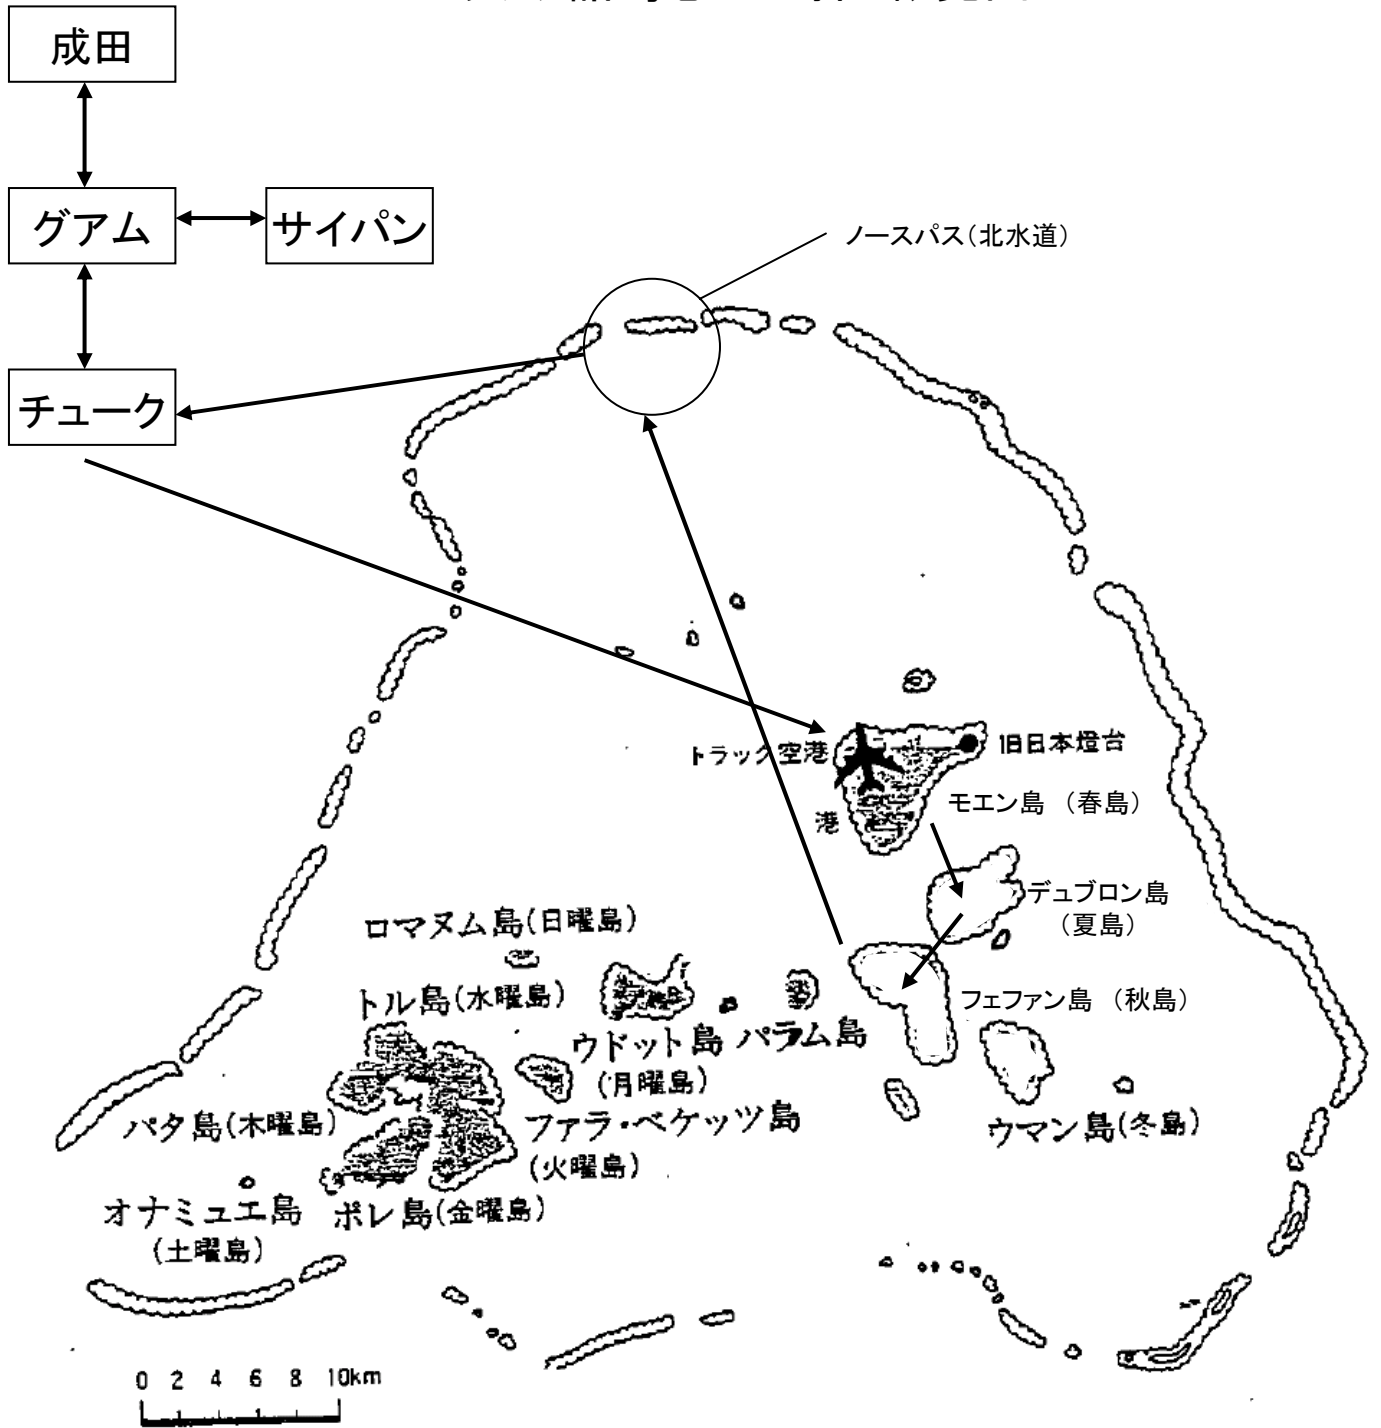 成田
グアム
サイパン
ノースパス（北水道）
チューク
トラック空港
旧日本燈台
港
モエン島 （春島）
デュブロン島
（夏島）
ロマヌム島(日曜島)
トル島(水曜島)
フェファン島 （秋島）
ウドット島
(月曜島)
パラム島
パタ島(木曜島)
ファラ・ベケッツ島
(火曜島)
ウマン島(冬島)
オナミュエ島
(土曜島)
ポレ島(金曜島)
0 2 4 6 8 10km